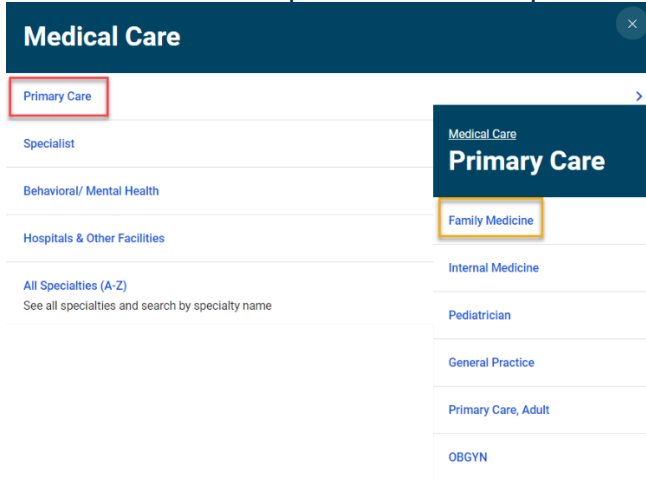 Medical Care
Primary Care
Specialist
Behavioral/ Mental Health
Hospitals & Other Facilities
All Specialties (A-Z)
See all specialties and search by specialty name
Medical Care
Primary Care
Family Medicine
Internal Medicine
Pediatrician
General Practice
Primary Care, Adult
OBGYN